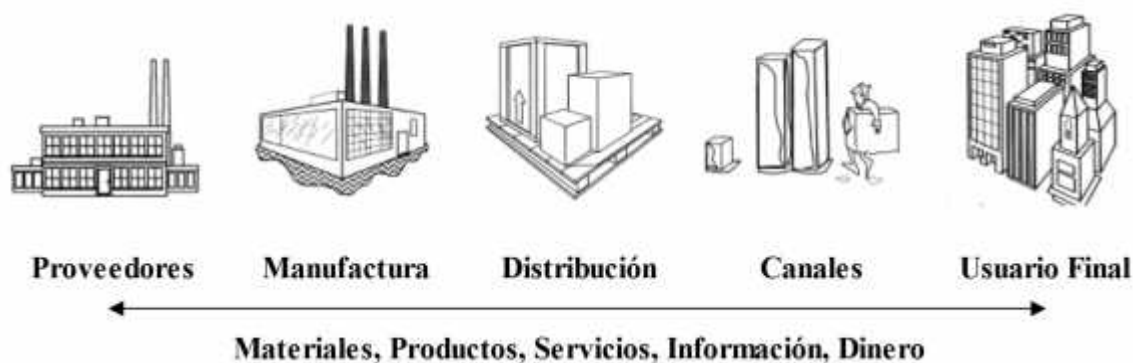 Proveedores Manufactura Distribución Canales Usuario Final
Materiales, Productos, Servicios, Información, Dinero